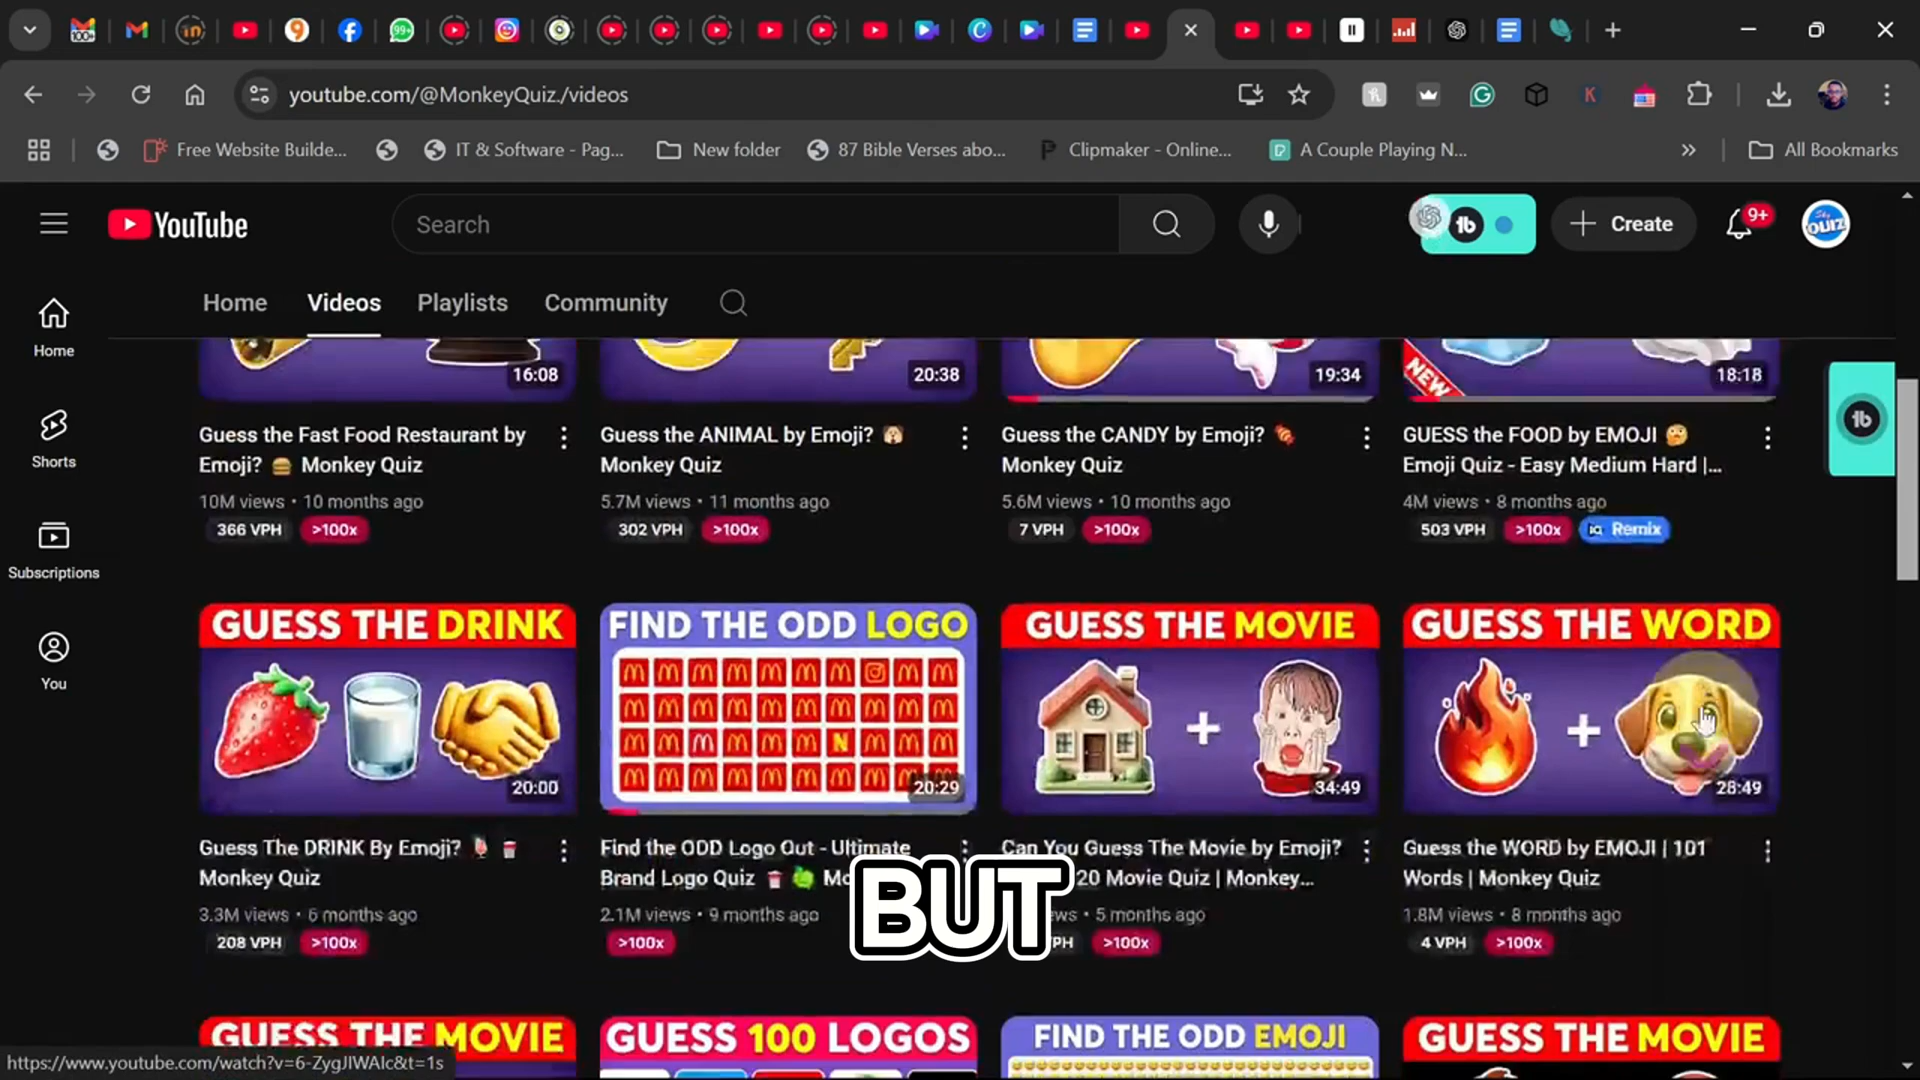 100+
99+
youtube.com/@MonkeyQuiz./videos
Free Website Builde...
IT & Software - Pag...
New folder
87 Bible Verses abo...
Clipmaker - Online...
A Couple Playing N...
All Bookmarks
YouTube
Search
Create
9+
Sky
QUIZ
Home Videos Playlists Community
Home
Shorts
Subscriptions
You
16:08
20:38
19:34
NEW
18:18
Guess the Fast Food Restaurant by
Emoji? 🍔 Monkey Quiz
10M views • 10 months ago
366 VPH >100x
Guess the ANIMAL by Emoji? 🐵
Monkey Quiz
5.7M views • 11 months ago
302 VPH >100x
Guess the CANDY by Emoji? 🍬
Monkey Quiz
5.6M views • 10 months ago
7 VPH >100x
GUESS the FOOD by EMOJI 🤔
Emoji Quiz - Easy Medium Hard |...
4M views • 8 months ago
503 VPH >100x Remix
GUESS THE DRINK
20:00
FIND THE ODD LOGO
20:29
GUESS THE MOVIE
+
34:49
GUESS THE WORD
+
28:49
Guess The DRINK By Emoji? 🍹 🥤
Monkey Quiz
3.3M views • 6 months ago
208 VPH >100x
Find the ODD Logo Out - Ultimate
Brand Logo Quiz 🥤 🍏
2.1M views • 9 months ago
>100x
Can You Guess The Movie by Emoji?
20 Movie Quiz | Monkey...
5 months ago
>100x
Guess the WORD by EMOJI | 101
Words | Monkey Quiz
1.8M views • 8 months ago
4 VPH >100x
BUT
GUESS THE MOVIE
GUESS 100 LOGOS
FIND THE ODD EMOJI
GUESS THE MOVIE
https://www.youtube.com/watch?v=6-ZygJlWAIc&t=1s